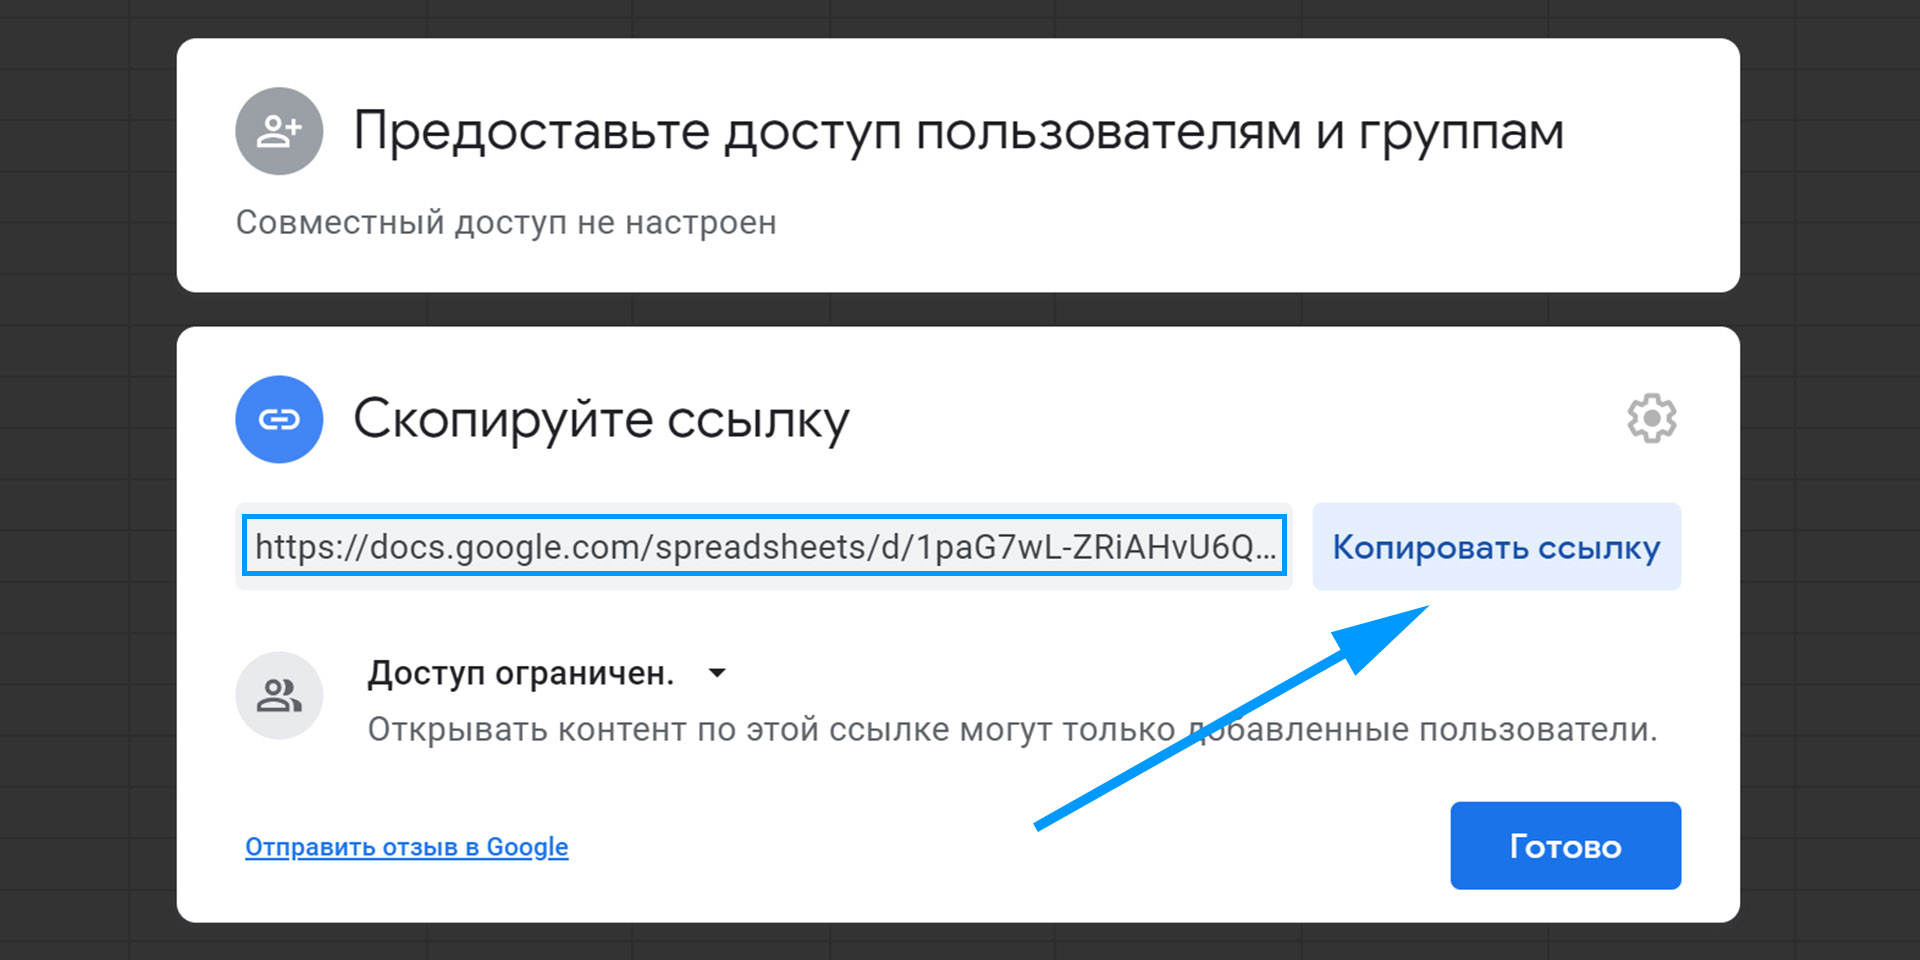 Предоставьте доступ пользователям и группам
Совместный доступ не настроен
Скопируйте ссылку
https://docs.google.com/spreadsheets/d/1paG7wL-ZRiAHvU6Q...
Копировать ссылку
Доступ ограничен.
Открывать контент по этой ссылке могут только добавленные пользователи.
Отправить отзыв в Google
Готово